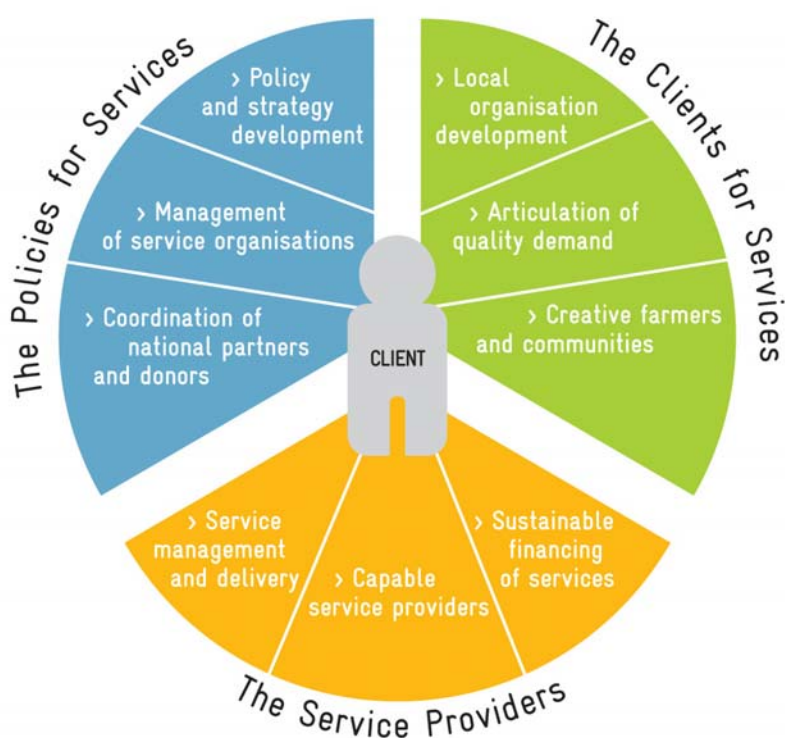 The Policies for Services
> Policy
and strategy
development
> Management
of service organisations
> Coordination of
national partners
and donors
The Clients for Services
> Local
organisation
development
> Articulation of
quality demand
> Creative farmers
and communities
CLIENT
> Service
management
and delivery
> Capable
service providers
> Sustainable
financing
of services
The Service Providers